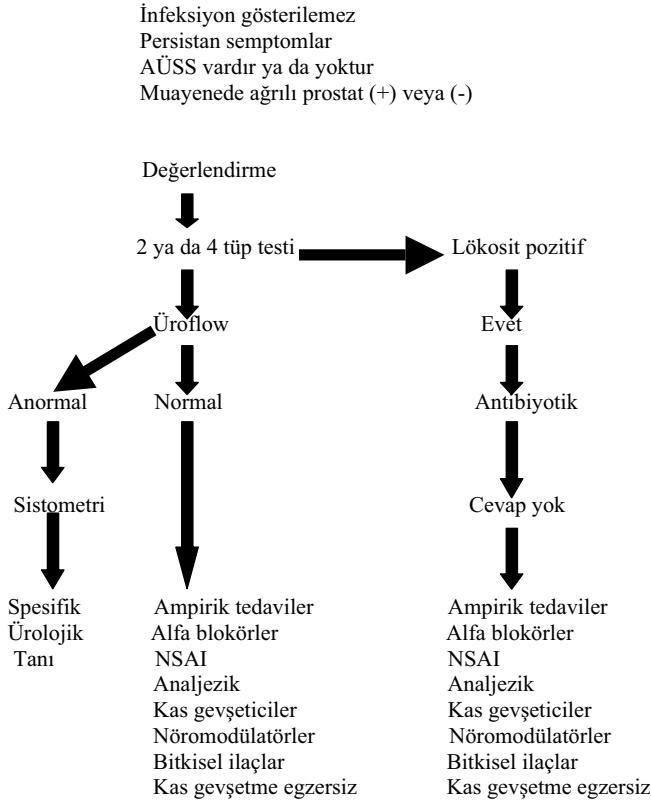 İnfeksiyon gösterilemez
Persistan semptomlar
AÜSS vardır ya da yoktur
Muayenede ağrılı prostat (+) veya (-)
Değerlendirme
2 ya da 4 tüp testi
Lökosit pozitif
Üroflow
Evet
Anormal
Normal
Antibiyotik
Sistometri
Cevap yok
Spesifik
Ürolojik
Tanı
Ampirik tedaviler
Alfa blokörler
NSAI
Analjezik
Kas gevşeticiler
Nöromodülatörler
Bitkisel ilaçlar
Kas gevşetme egzersiz
Ampirik tedaviler
Alfa blokörler
NSAI
Analjezik
Kas gevşeticiler
Nöromodülatörler
Bitkisel ilaçlar
Kas gevşetme egzersiz